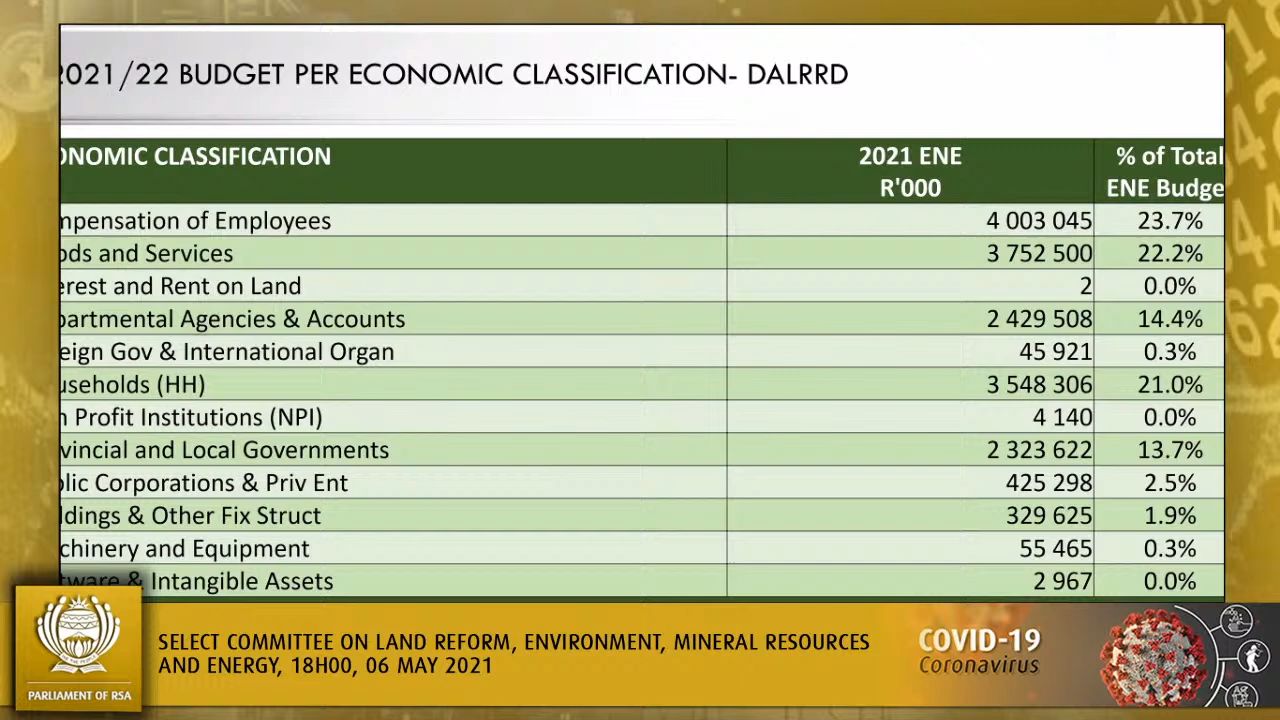 2021/22 BUDGET PER ECONOMIC CLASSIFICATION- DALRRD
ONOMIC CLASSIFICATION 2021 ENE R'000 % of Total ENE Budge
mpensation of Employees 4 003 045 23.7%
ods and Services 3 752 500 22.2%
erest and Rent on Land 2 0.0%
partmental Agencies & Accounts 2 429 508 14.4%
eign Gov & International Organ 45 921 0.3%
useholds (HH) 3 548 306 21.0%
n Profit Institutions (NPI) 4 140 0.0%
vincial and Local Governments 2 323 622 13.7%
lic Corporations & Priv Ent 425 298 2.5%
ldings & Other Fix Struct 329 625 1.9%
chinery and Equipment 55 465 0.3%
tware & Intangible Assets 2 967 0.0%
SELECT COMMITTEE ON LAND REFORM, ENVIRONMENT, MINERAL RESOURCES
AND ENERGY, 18H00, 06 MAY 2021
COVID-19
Coronavirus
PARLIAMENT OF RSA